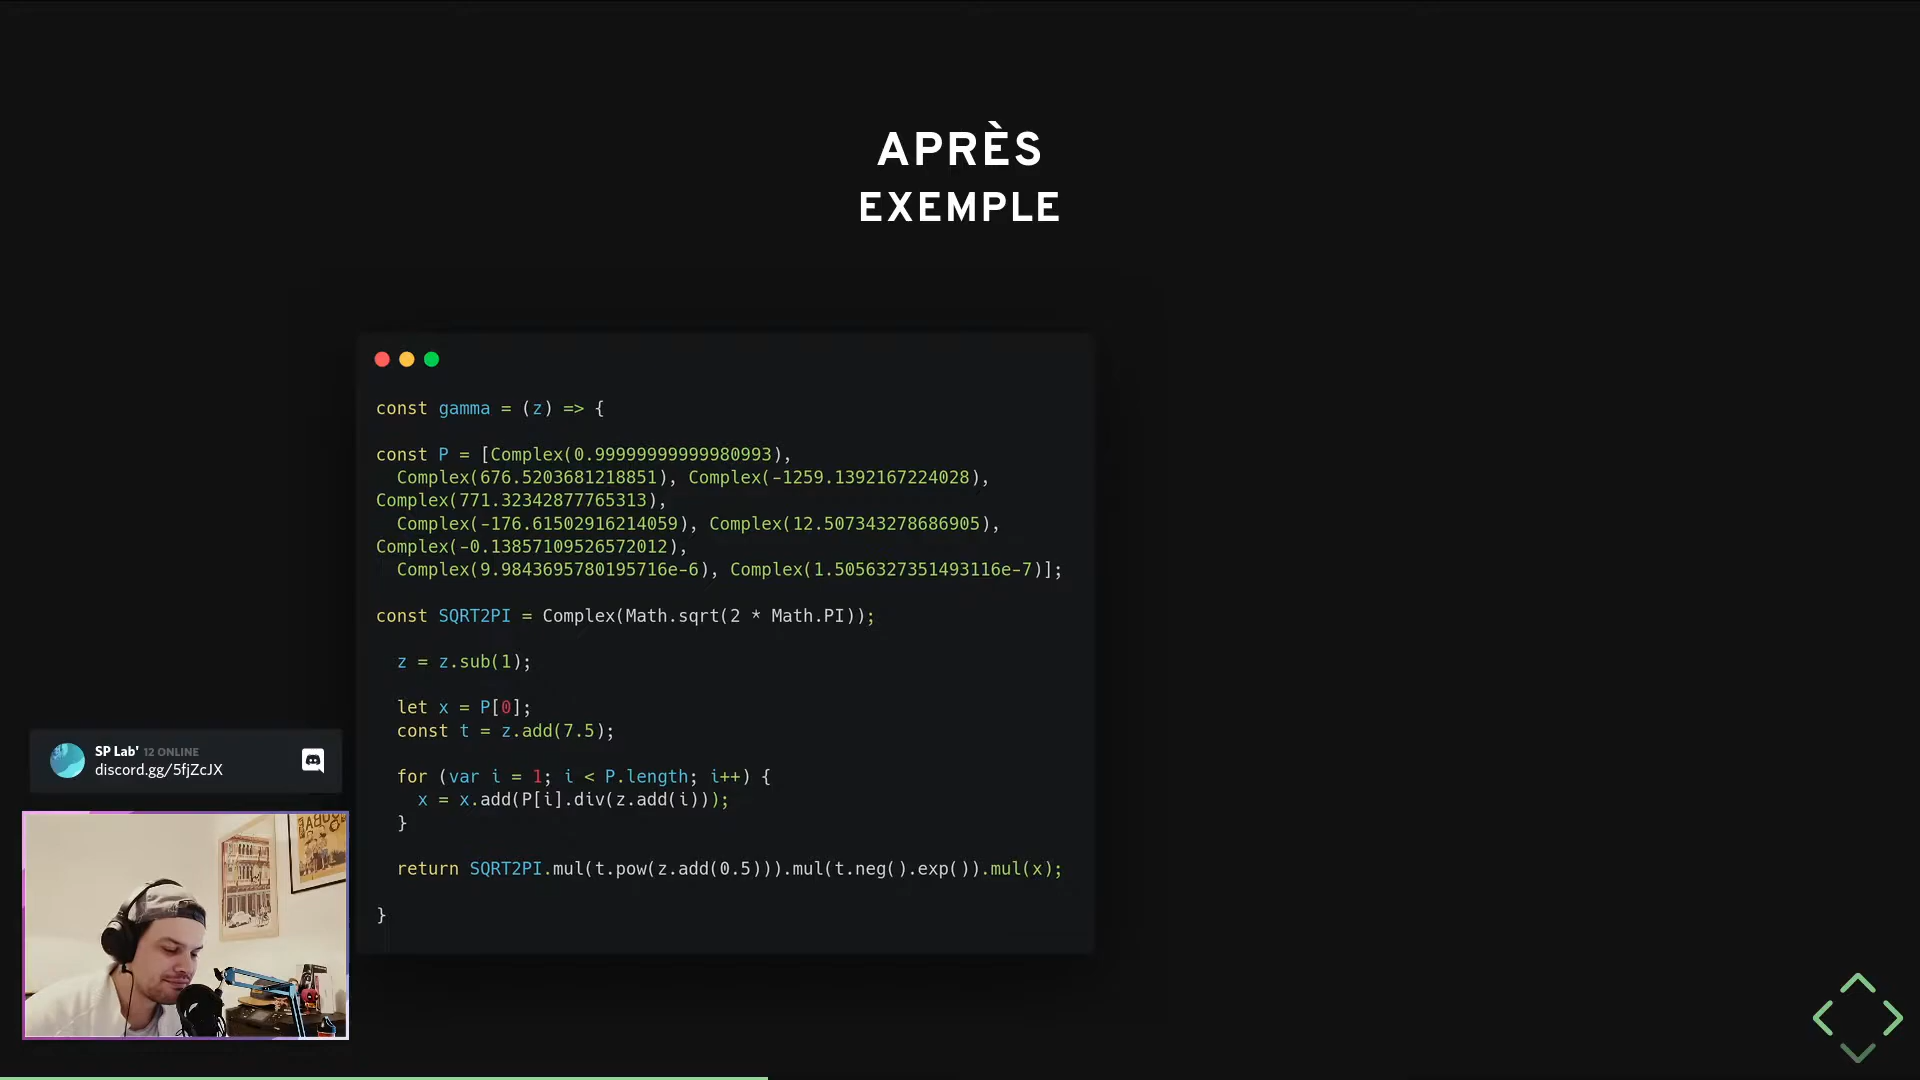 APRÈS
EXEMPLE
const gamma = (z) => {
const P = [Complex(0.99999999999980993),
Complex(676.5203681218851), Complex(-1259.1392167224028),
Complex(771.32342877765313),
Complex(-176.61502916214059), Complex(12.507343278686905),
Complex(-0.13857109526572012),
Complex(9.9843695780195716e-6), Complex(1.5056327351493116e-7)];
const SQRT2PI = Complex(Math.sqrt(2 * Math.PI));
z = z.sub(1);
let x = P[0];
const t = z.add(7.5);
for (var i = 1; i < P.length; i++) {
x = x.add(P[i].div(z.add(i)));
}
return SQRT2PI.mul(t.pow(z.add(0.5))).mul(t.neg().exp()).mul(x);
}
SP Lab' 12 ONLINE
discord.gg/5fjZcJX